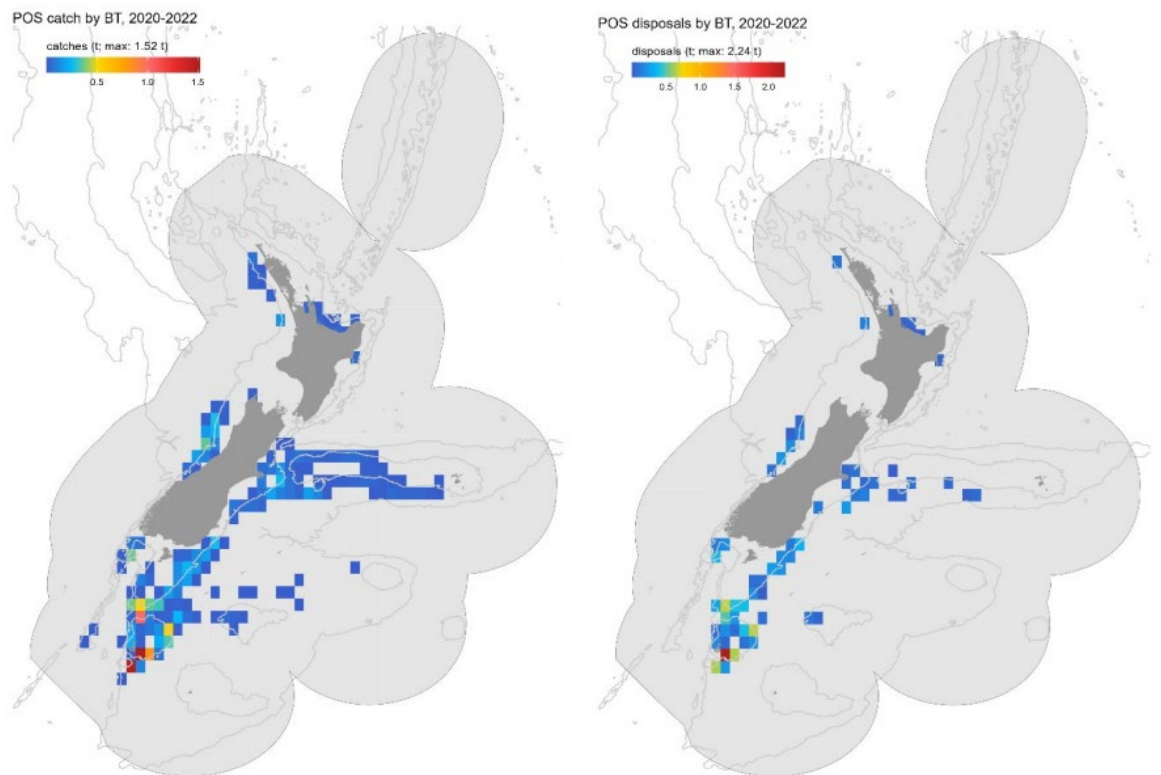 POS catch by BT, 2020-2022
catches (t; max: 1.52 t)
0.5 1.0 1.5
POS disposals by BT, 2020-2022
disposals (t; max: 2.24 t)
0.5 1.0 1.5 2.0